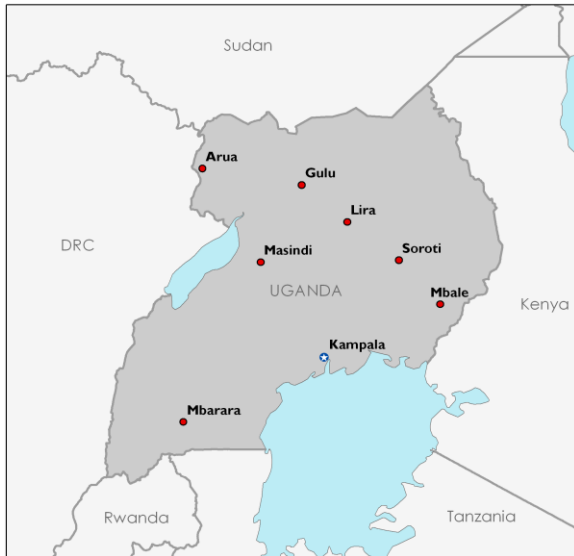 Sudan
Arua
Gulu
Lira
DRC
Masindi
Soroti
UGANDA
Mbale
Kenya
Kampala
Mbarara
Rwanda
Tanzania